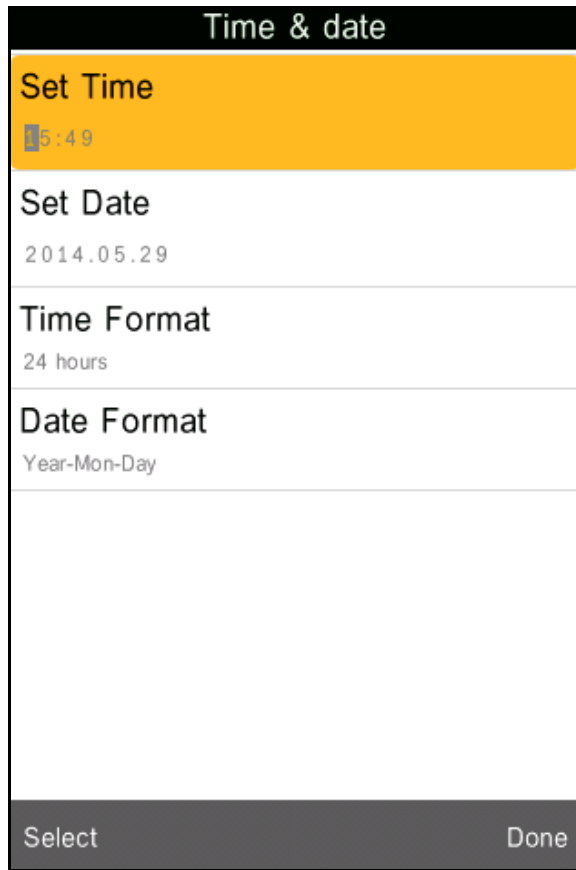 Time & date
Set Time
15:49
Set Date
2014.05.29
Time Format
24 hours
Date Format
Year-Mon-Day
Select Done